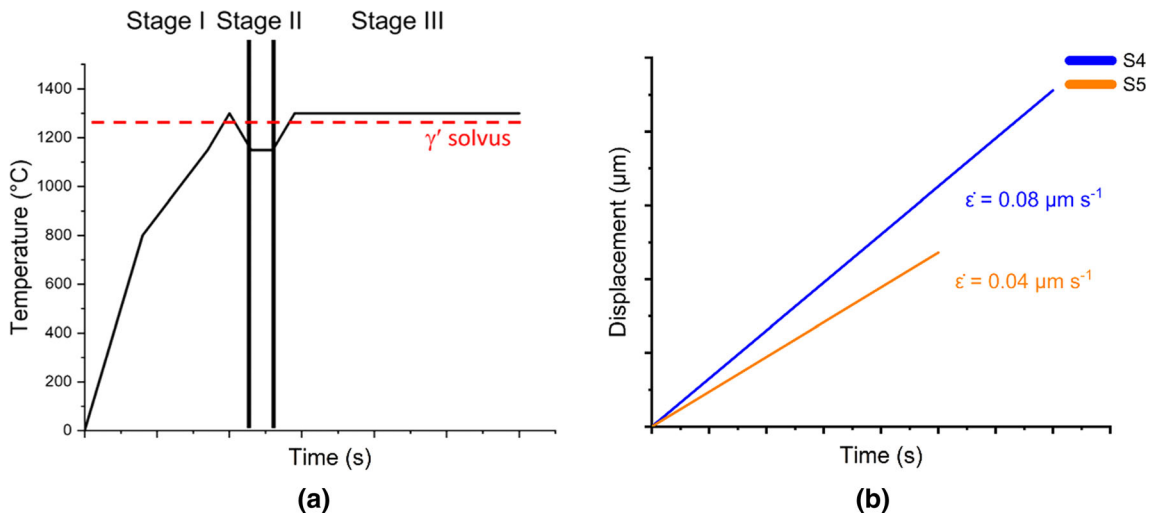 Stage I Stage II Stage III
1400
1200
1000
800
600
400
200
0
Temperature (°C)
γ' solvus
Time (s)
(a)
S4
S5
ε̇ = 0.08 µm s⁻¹
ε̇ = 0.04 µm s⁻¹
Displacement (µm)
Time (s)
(b)